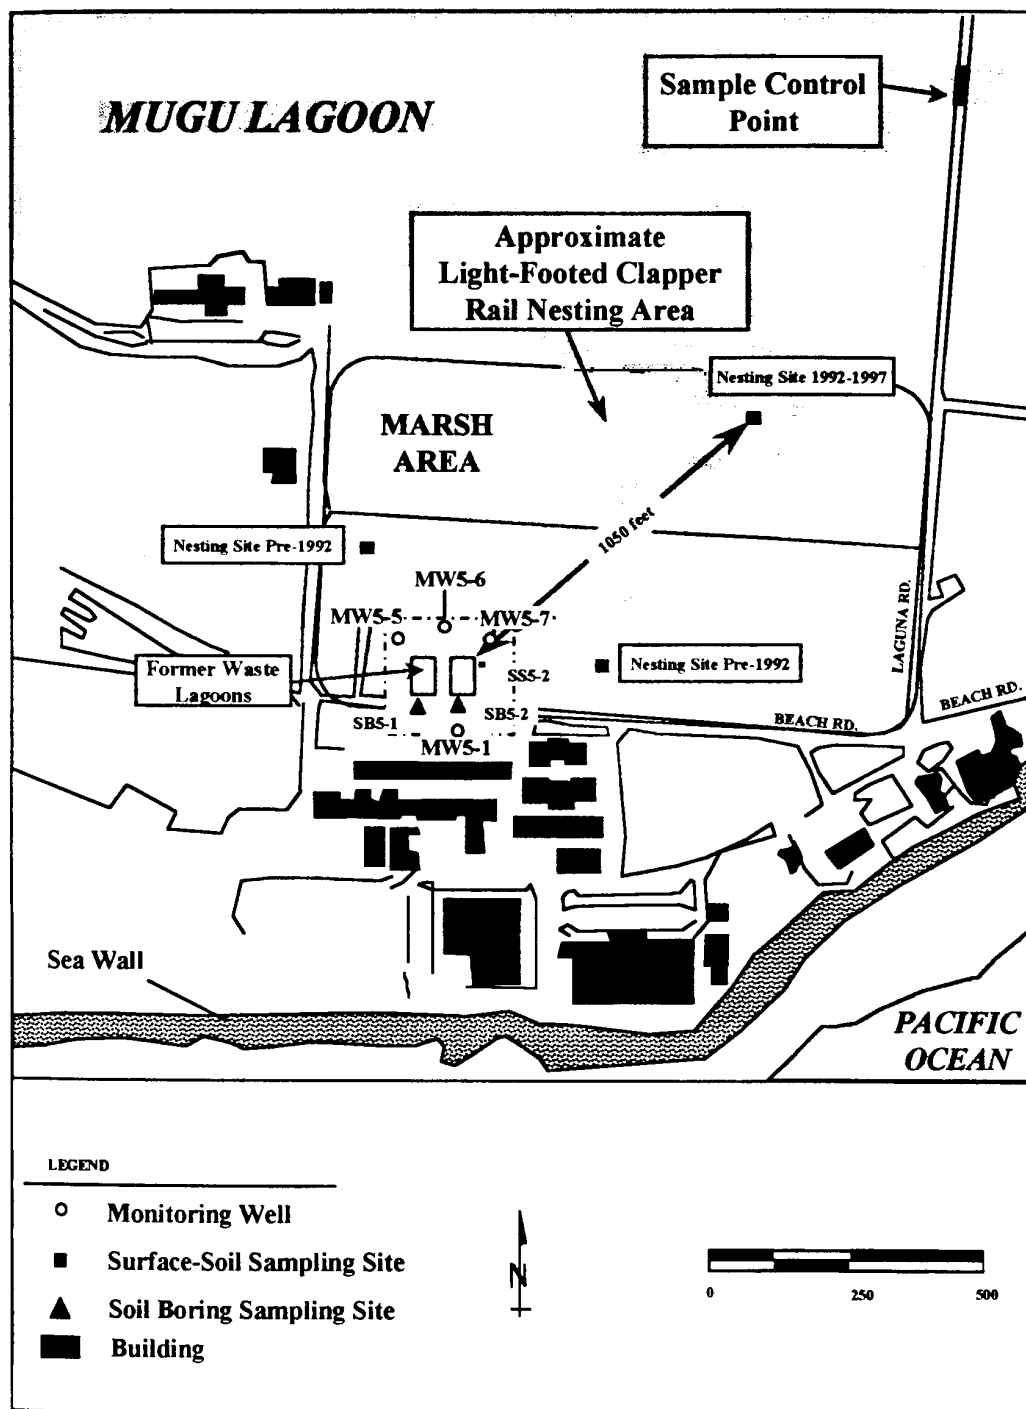 MUGU LAGOON
Sample Control
Point
Approximate
Light-Footed Clapper
Rail Nesting Area
Nesting Site 1992-1997
MARSH
AREA
1050 feet
Nesting Site Pre-1992
MW5-6
MW5-5
MW5-7
LAGUNA RD.
Former Waste
Lagoons
SS5-2
Nesting Site Pre-1992
SB5-1
SB5-2
BEACH RD.
BEACH RD.
MW5-1
Sea Wall
PACIFIC
OCEAN
LEGEND
Monitoring Well
Surface-Soil Sampling Site
Soil Boring Sampling Site
Building
N
0 250 500